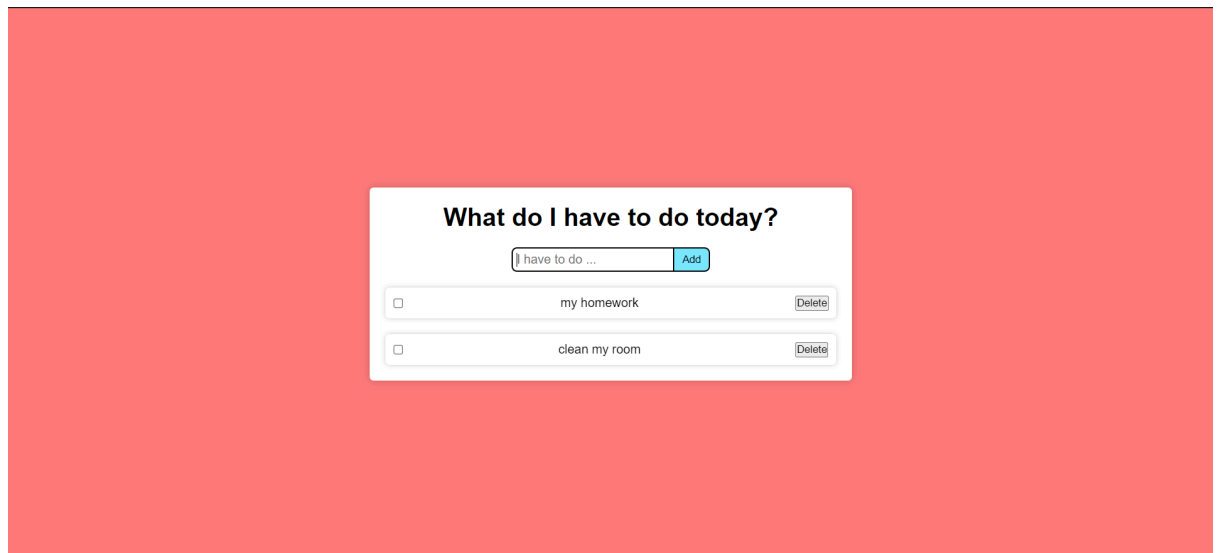 What do I have to do today?
I have to do ... Add
my homework Delete
clean my room Delete